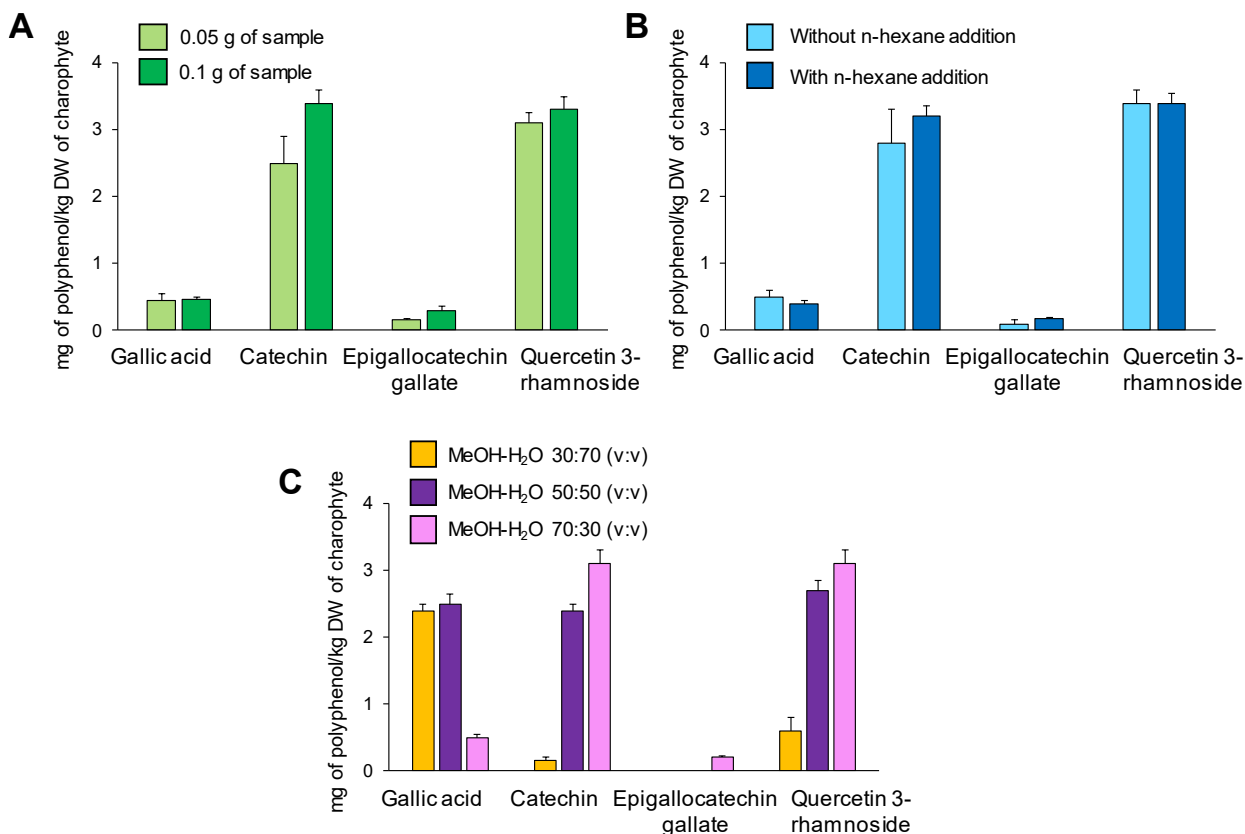 A
0.05 g of sample
0.1 g of sample
mg of polyphenol/kg DW of charophyte
4
3
2
1
0
Gallic acid
Catechin
Epigallocatechin
gallate
Quercetin 3-
rhamnoside
B
Without n-hexane addition
With n-hexane addition
mg of polyphenol/kg DW of charophyte
4
3
2
1
0
Gallic acid
Catechin
Epigallocatechin
gallate
Quercetin 3-
rhamnoside
C
MeOH-H₂O 30:70 (v:v)
MeOH-H₂O 50:50 (v:v)
MeOH-H₂O 70:30 (v:v)
mg of polyphenol/kg DW of charophyte
4
3
2
1
0
Gallic acid
Catechin
Epigallocatechin
gallate
Quercetin 3-
rhamnoside